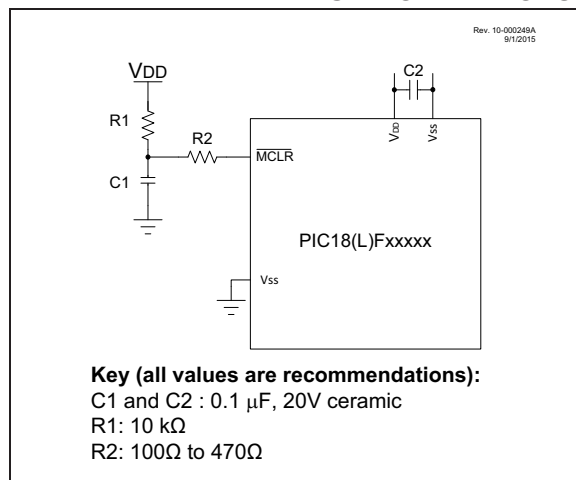 Rev. 10-000249A
9/1/2015
VDD
C2
R1
R2
VDD
Vss
MCLR
C1
PIC18(L)Fxxxxx
Vss
Key (all values are recommendations):
C1 and C2 : 0.1 μF, 20V ceramic
R1: 10 kΩ
R2: 100Ω to 470Ω